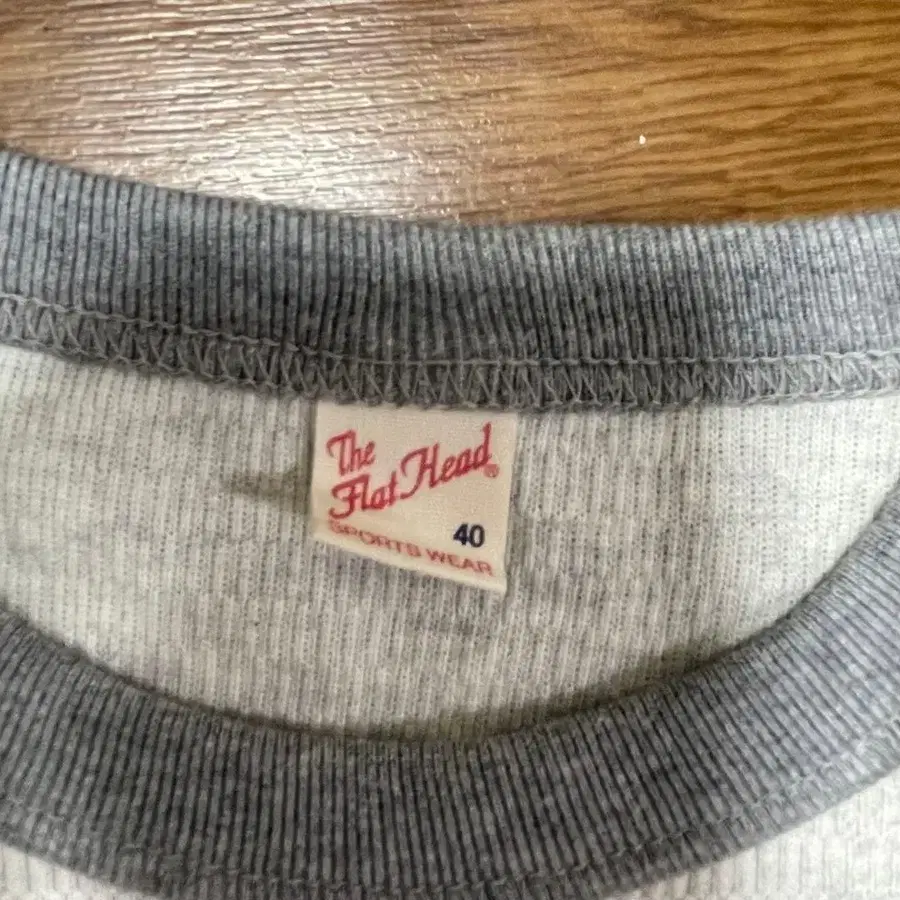 The
Flat Head®
40
SPORTS WEAR